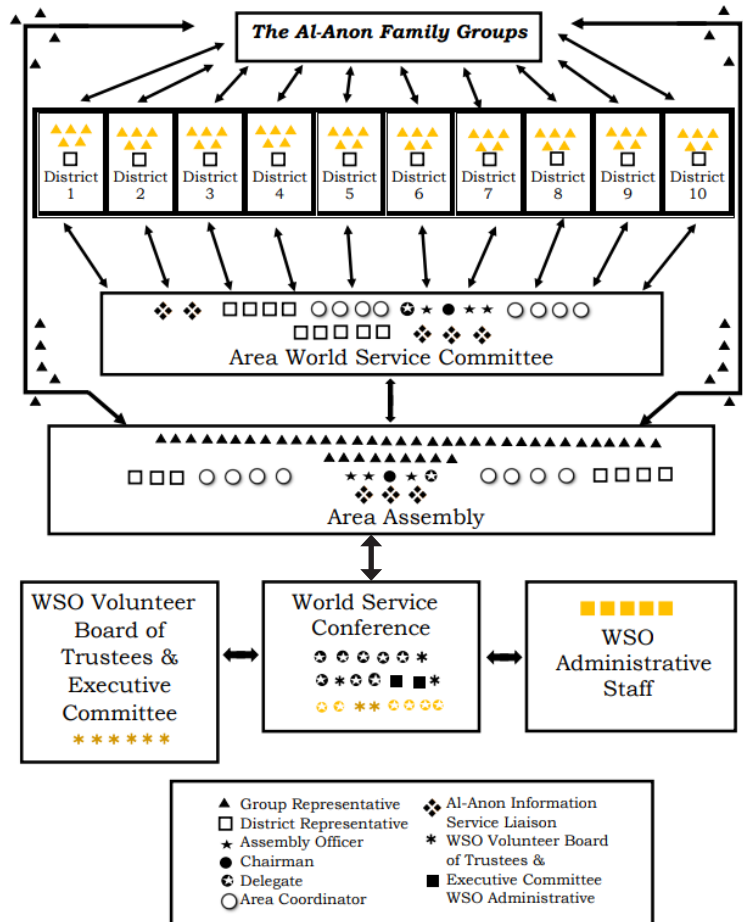 The Al-Anon Family Groups
District 1
District 2
District 3
District 4
District 5
District 6
District 7
District 8
District 9
District 10
Area World Service Committee
Area Assembly
WSO Volunteer
Board of
Trustees &
Executive
Committee
World Service
Conference
WSO
Administrative
Staff
Group Representative
District Representative
Assembly Officer
Chairman
Delegate
Area Coordinator
Al-Anon Information
Service Liaison
WSO Volunteer Board
of Trustees &
Executive Committee
WSO Administrative